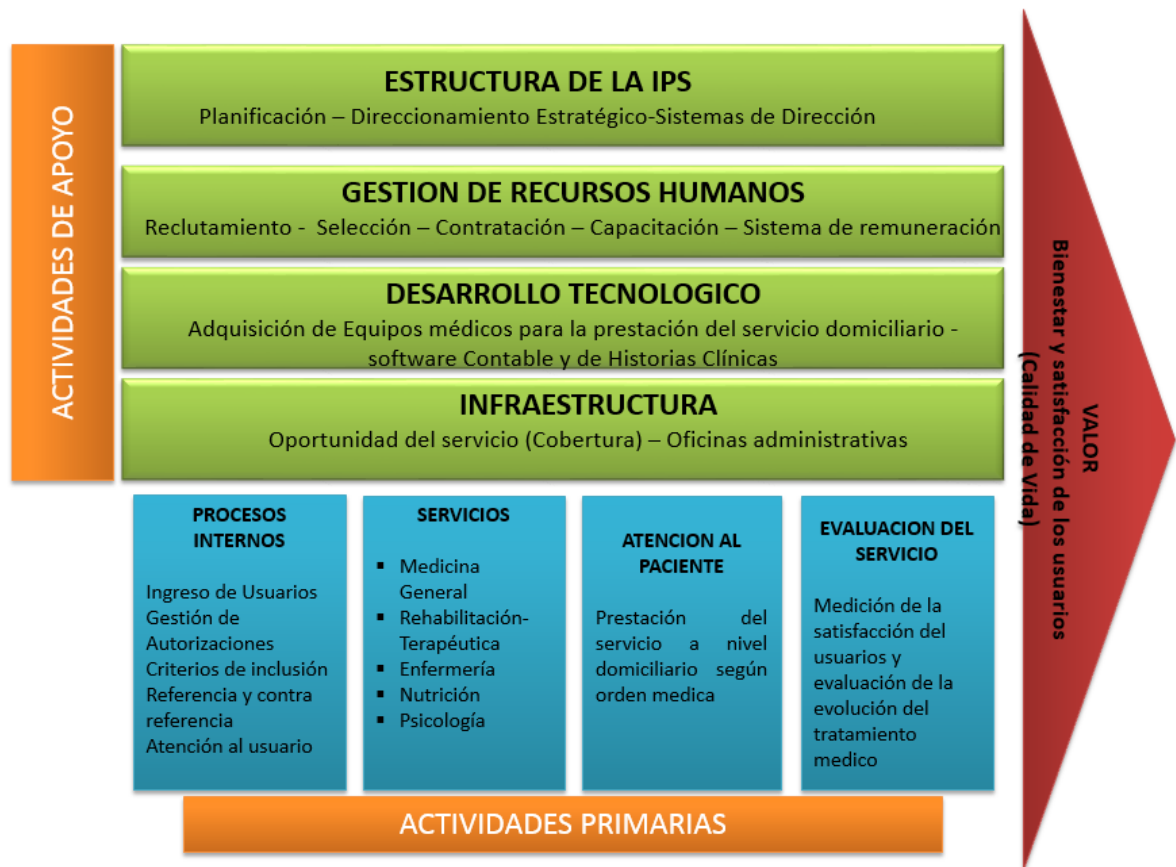 ACTIVIDADES DE APOYO
ESTRUCTURA DE LA IPS
Planificación – Direccionamiento Estratégico-Sistemas de Dirección
GESTION DE RECURSOS HUMANOS
Reclutamiento - Selección – Contratación – Capacitación – Sistema de remuneración
DESARROLLO TECNOLOGICO
Adquisición de Equipos médicos para la prestación del servicio domiciliario -
software Contable y de Historias Clínicas
INFRAESTRUCTURA
Oportunidad del servicio (Cobertura) – Oficinas administrativas
PROCESOS
INTERNOS
Ingreso de Usuarios
Gestión de
Autorizaciones
Criterios de inclusión
Referencia y contra
referencia
Atención al usuario
SERVICIOS
▪ Medicina
General
▪ Rehabilitación-
Terapéutica
▪ Enfermería
▪ Nutrición
▪ Psicología
ATENCION AL
PACIENTE
Prestación del
servicio a nivel
domiciliario según
orden medica
EVALUACION DEL
SERVICIO
Medición de la
satisfacción del
usuarios y
evaluación de la
evolución del
tratamiento
medico
ACTIVIDADES PRIMARIAS
VALOR
Bienestar y satisfacción de los usuarios
(Calidad de Vida)